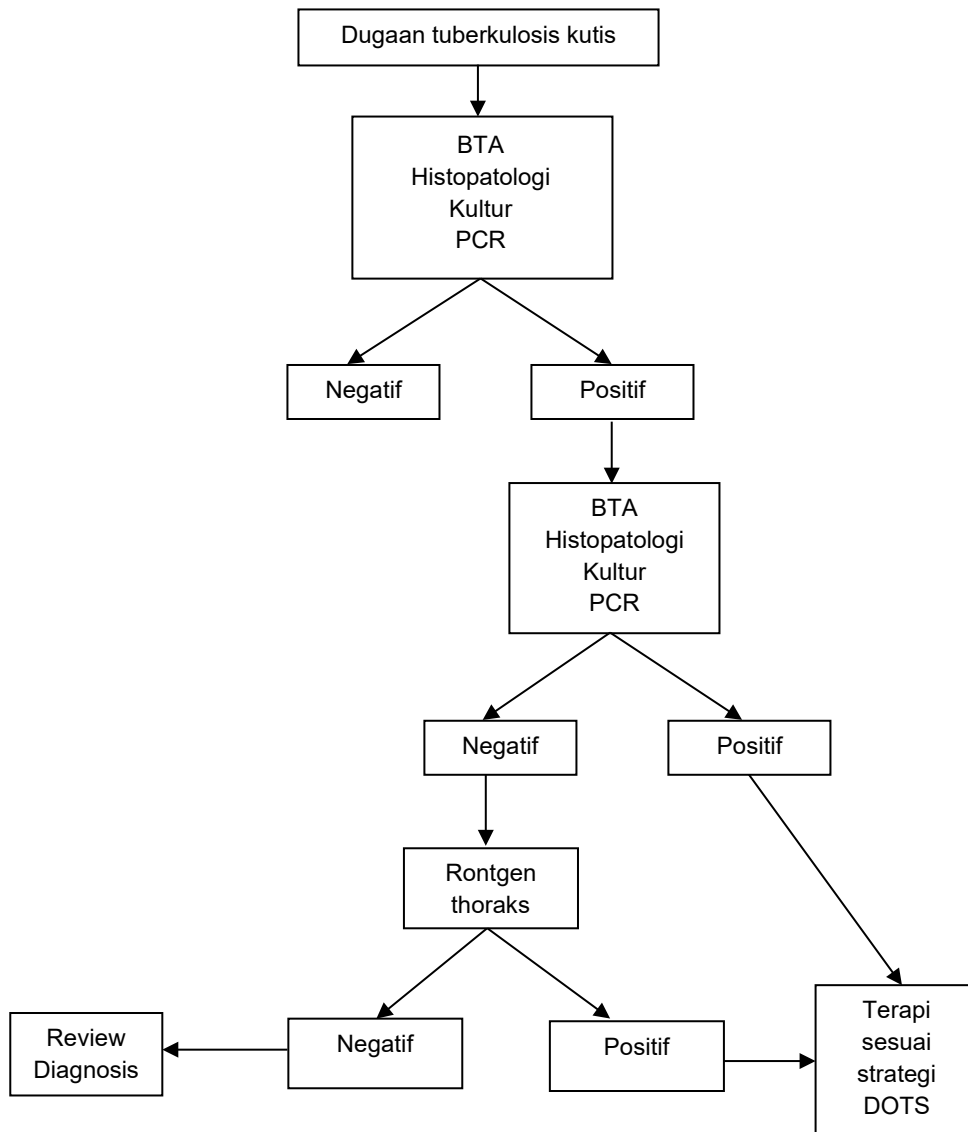 Dugaan tuberkulosis kutis
BTA
Histopatologi
Kultur
PCR
Negatif
Positif
BTA
Histopatologi
Kultur
PCR
Negatif
Positif
Rontgen
thoraks
Review
Diagnosis
Negatif
Positif
Terapi
sesuai
strategi
DOTS